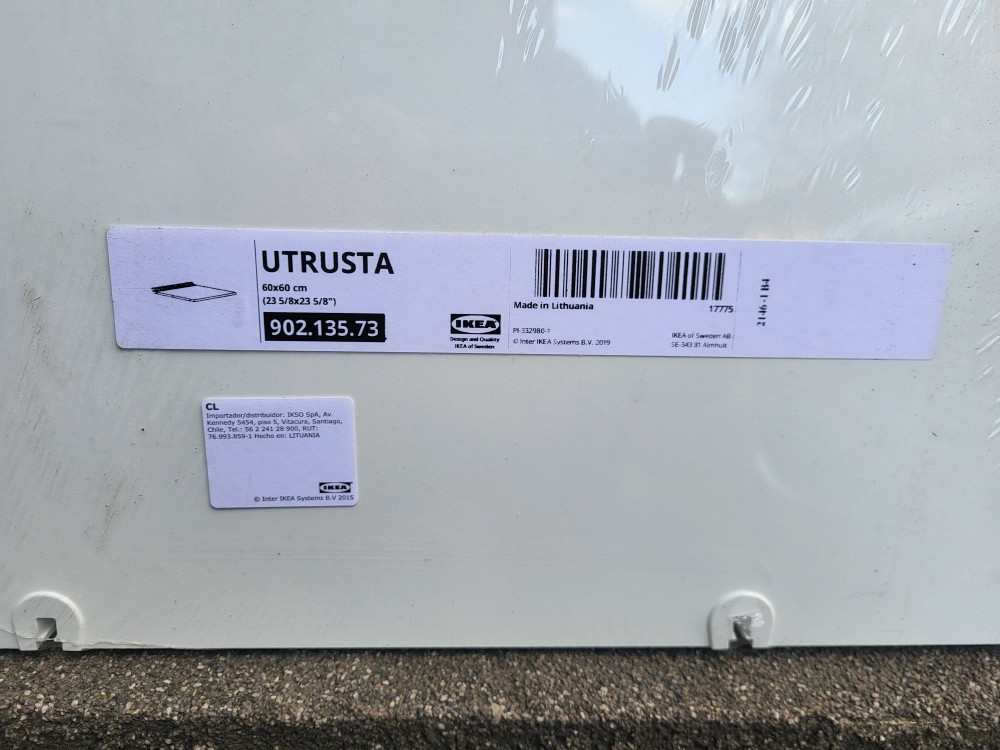 UTRUSTA
60x60 cm
(23 5/8x23 5/8")
902.135.73
IKEA
Design and Quality
IKEA of Sweden
Made in Lithuania
17775
PI-332980-1
© Inter IKEA Systems B.V. 2019
IKEA of Sweden AB
SE-343 81 Älmhult
2146-1 B4
CL
Importador/distribuidor: IKSO SpA, Av.
Kennedy 5454, piso 5, Vitacura, Santiago,
Chile, Tel.: 56 2 241 28 900, RUT:
76.993.859-1 Hecho en: LITUANIA
IKEA
© Inter IKEA Systems B.V 2015